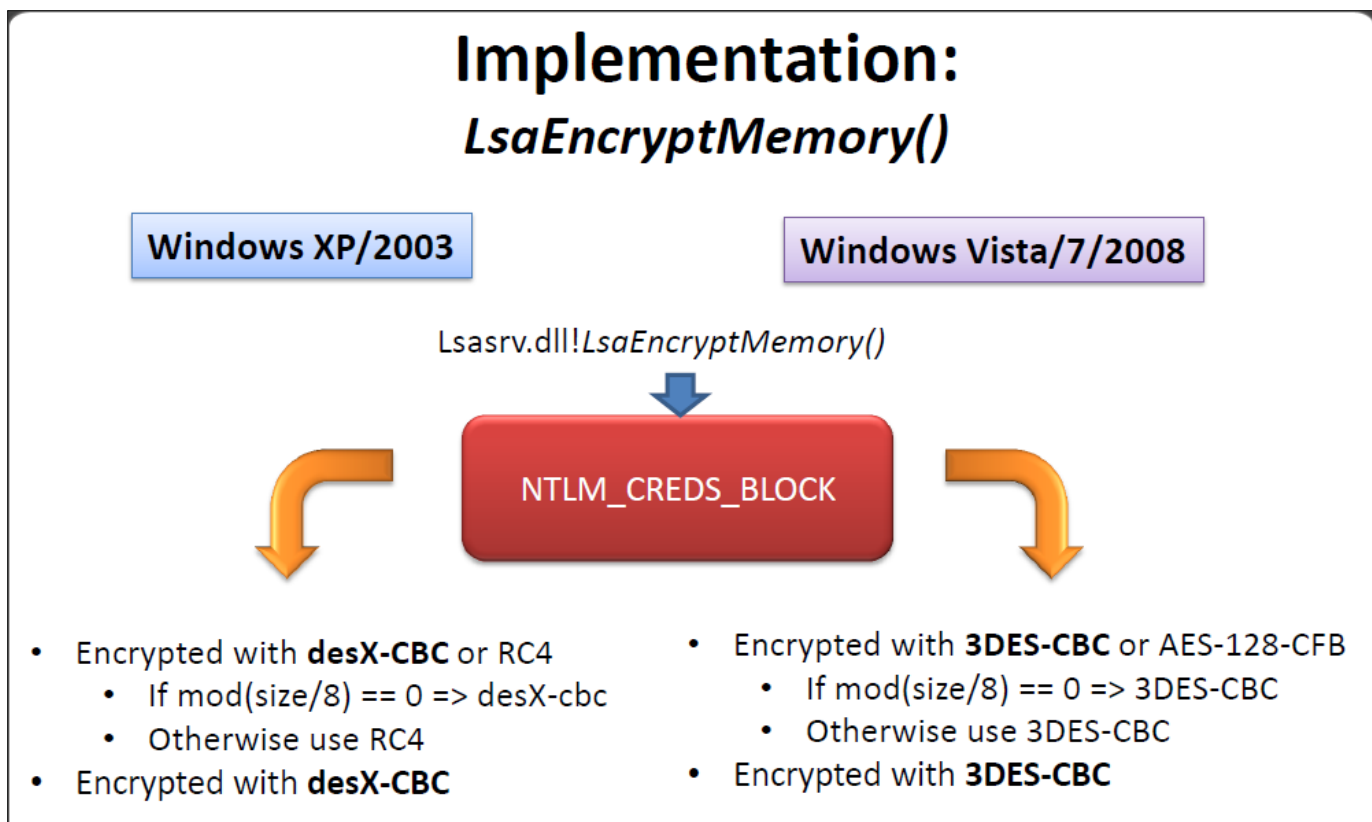 Implementation:
LsaEncryptMemory()
Windows XP/2003
Windows Vista/7/2008
Lsasrv.dll!LsaEncryptMemory()
NTLM_CREDS_BLOCK
• Encrypted with desX-CBC or RC4
• If mod(size/8) == 0 => desX-cbc
• Otherwise use RC4
• Encrypted with desX-CBC
• Encrypted with 3DES-CBC or AES-128-CFB
• If mod(size/8) == 0 => 3DES-CBC
• Otherwise use 3DES-CBC
• Encrypted with 3DES-CBC